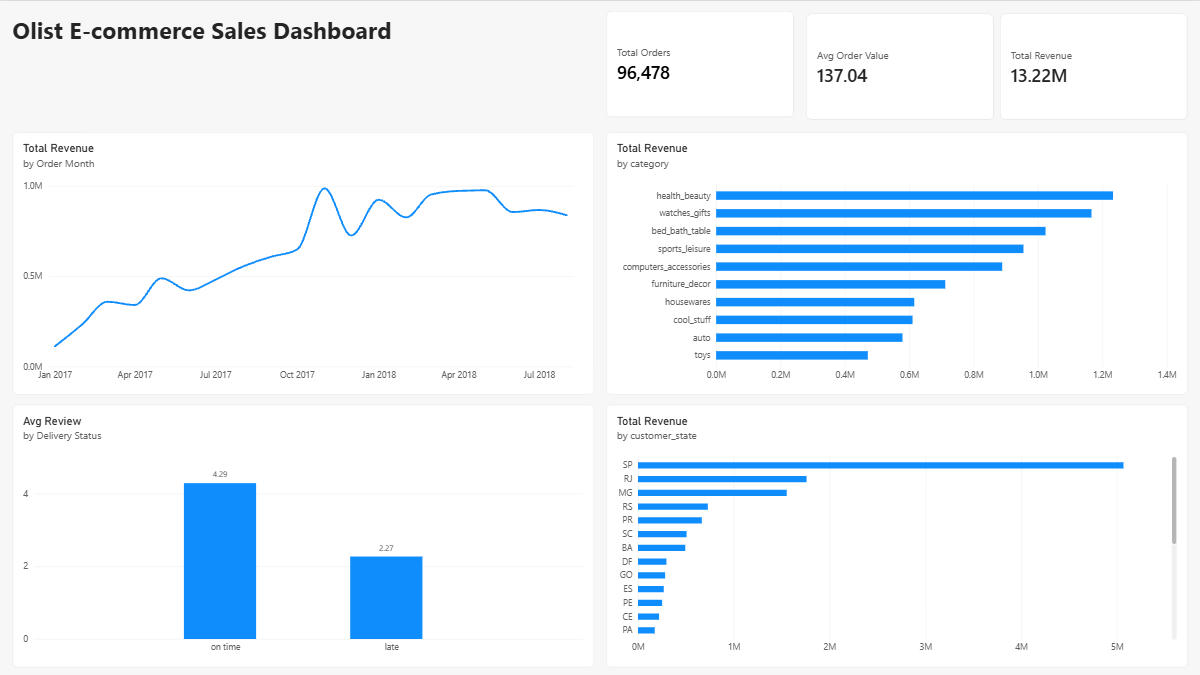 Olist E-commerce Sales Dashboard
Total Orders
96,478
Avg Order Value
137.04
Total Revenue
13.22M
Total Revenue
by Order Month
1.0M
0.5M
0.0M
Jan 2017 Apr 2017 Jul 2017 Oct 2017 Jan 2018 Apr 2018 Jul 2018
Total Revenue
by category
health_beauty
watches_gifts
bed_bath_table
sports_leisure
computers_accessories
furniture_decor
housewares
cool_stuff
auto
toys
0.0M 0.2M 0.4M 0.6M 0.8M 1.0M 1.2M 1.4M
Avg Review
by Delivery Status
4.29
4
2.27
2
0
on time late
Total Revenue
by customer_state
SP
RJ
MG
RS
PR
SC
BA
DF
GO
ES
PE
CE
PA
0M 1M 2M 3M 4M 5M